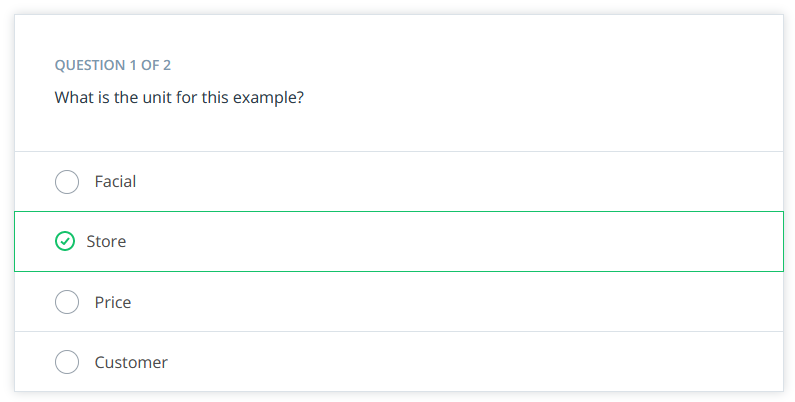 QUESTION 1 OF 2
What is the unit for this example?
Facial
Store
Price
Customer